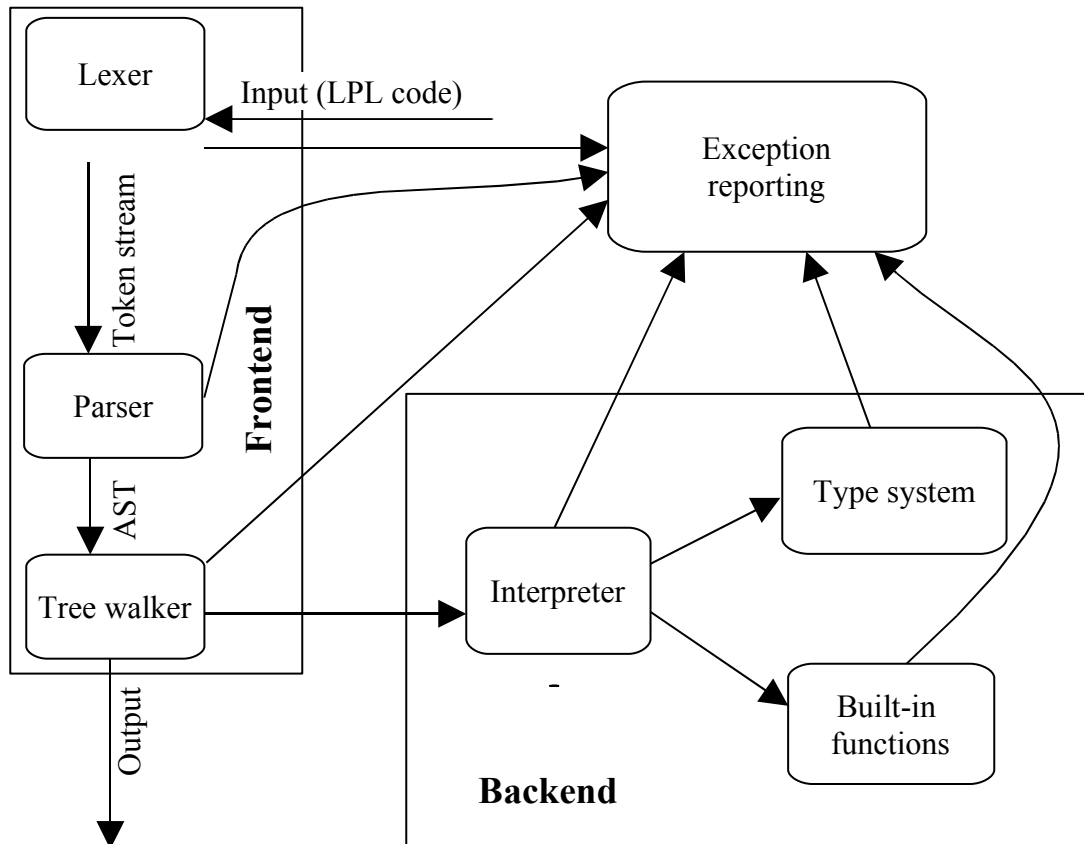 Lexer
Input (LPL code)
Exception
reporting
Token stream
Frontend
Parser
AST
Type system
Interpreter
Tree walker
-
Built-in
functions
Output
Backend